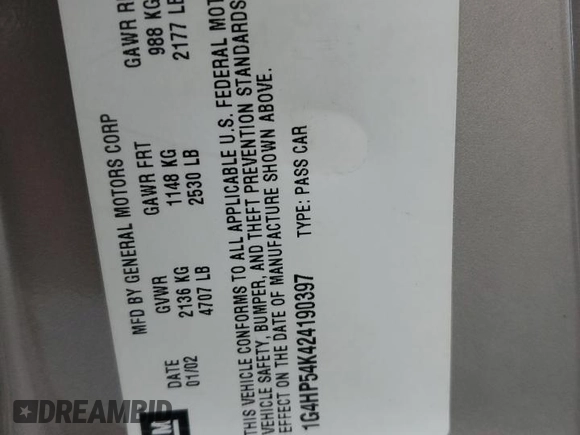 MFD BY GENERAL MOTORS CORP
DATE GVWR GAWR FRT GAWR R
01/02 2136 KG 1148 KG 988 KG
4707 LB 2530 LB 2177 LB
THIS VEHICLE CONFORMS TO ALL APPLICABLE U.S. FEDERAL MOT
VEHICLE SAFETY, BUMPER, AND THEFT PREVENTION STANDARDS
EFFECT ON THE DATE OF MANUFACTURE SHOWN ABOVE.
1G4HP54K424190397 TYPE: PASS CAR
DREAMBID